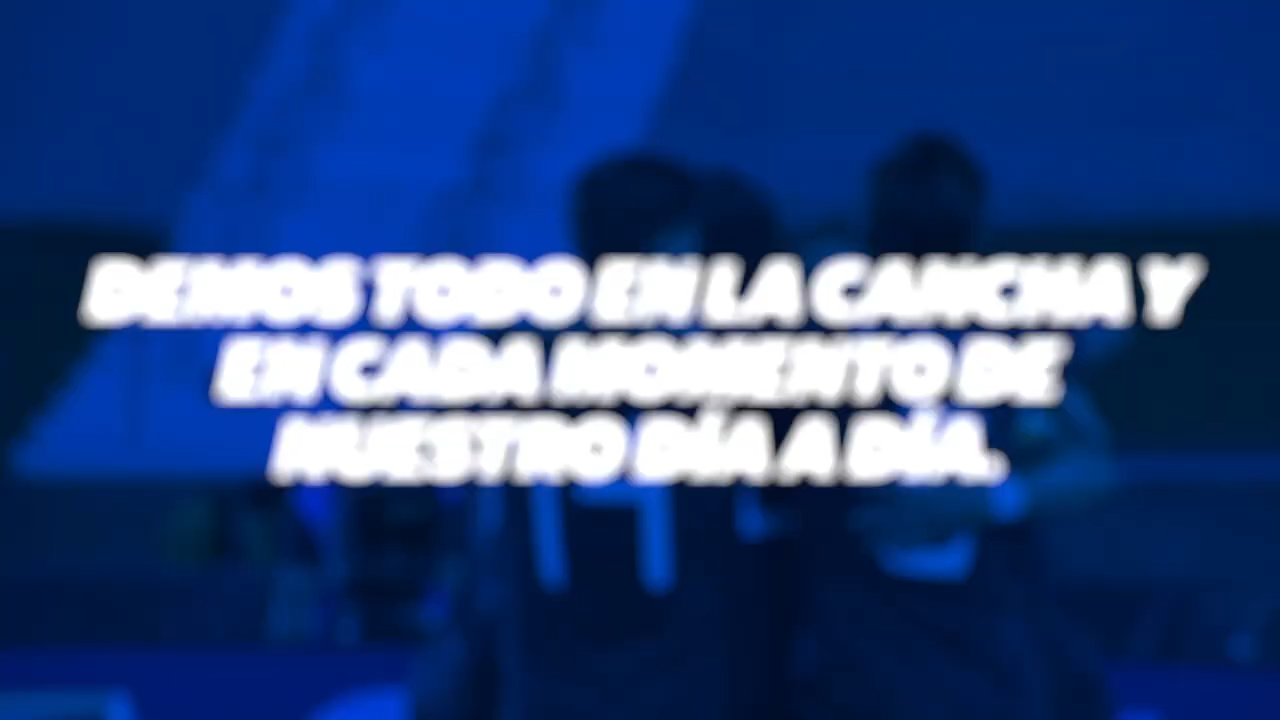 DEMOS TODO EN LA CANCHA Y
EN CADA MOMENTO DE
NUESTRO DÍA A DÍA.